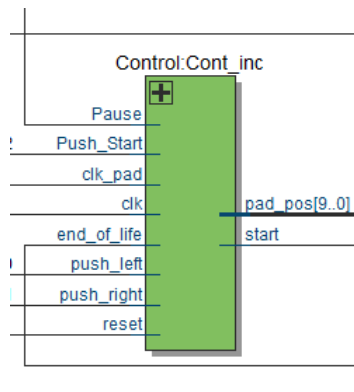 Control:Cont_inc
Pause
Push_Start
clk_pad
clk
pad_pos[9..0]
end_of_life
start
push_left
push_right
reset